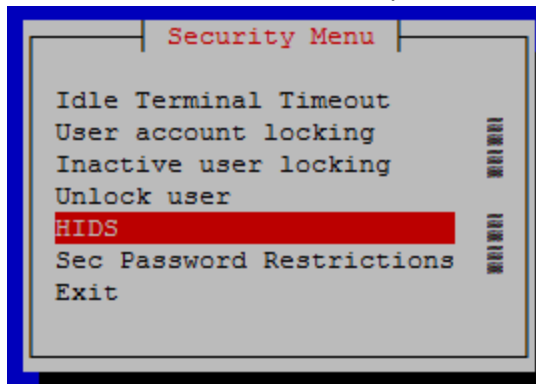 Security Menu
Idle Terminal Timeout
User account locking
Inactive user locking
Unlock user
HIDS
Sec Password Restrictions
Exit